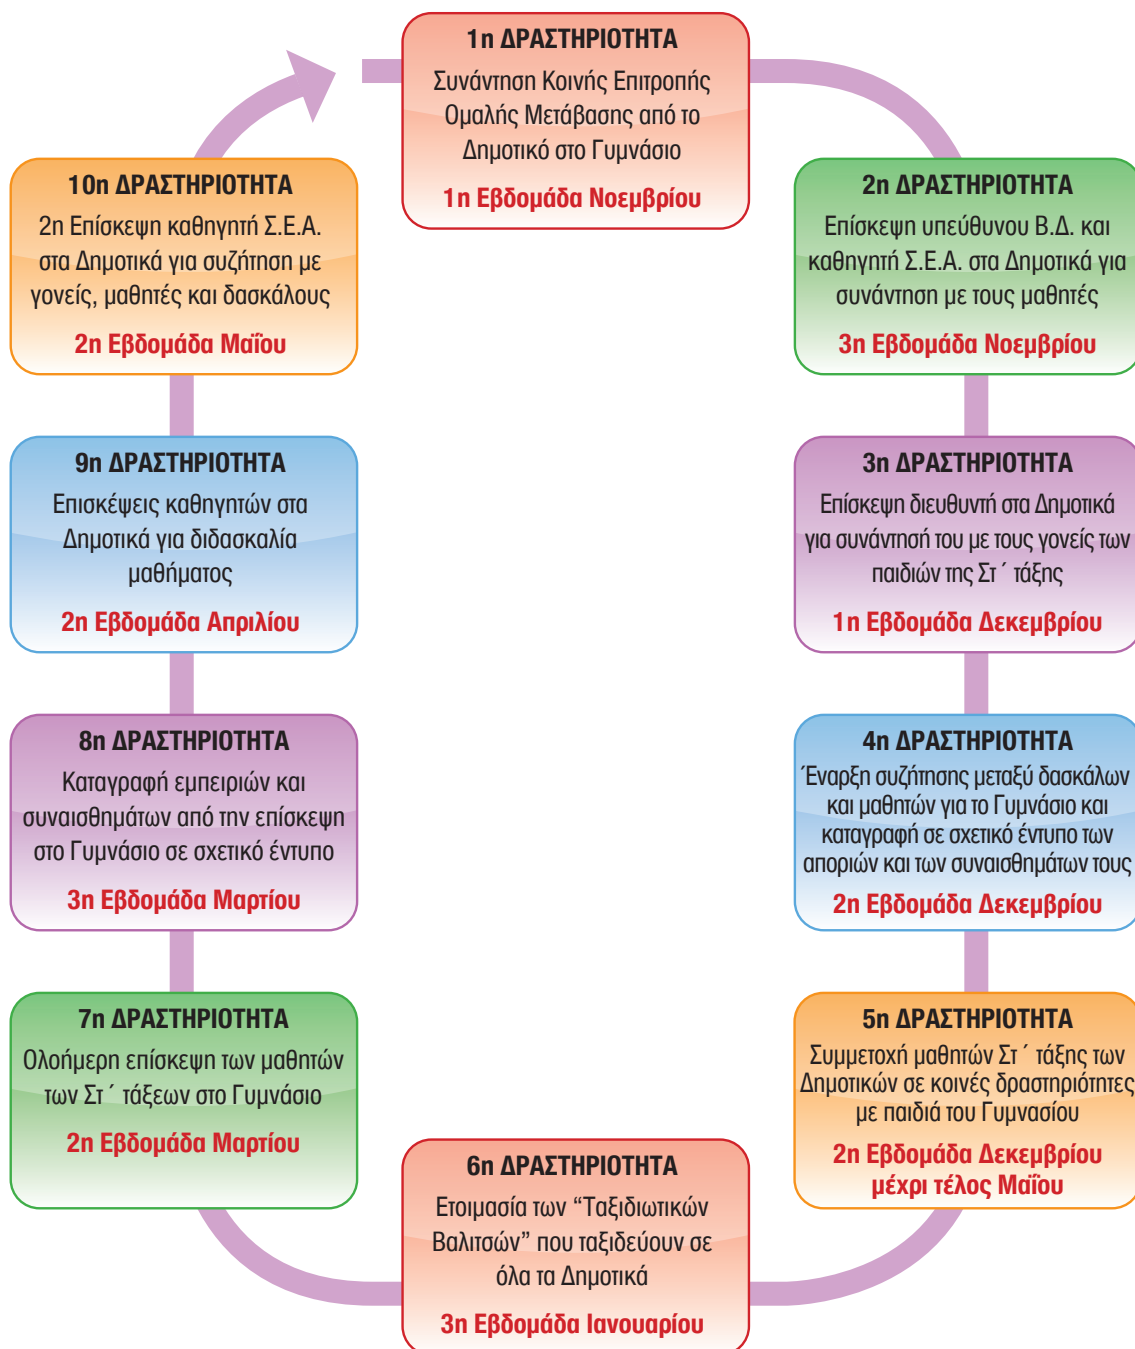 1η ΔΡΑΣΤΗΡΙΟΤΗΤΑ
Συνάντηση Κοινής Επιτροπής
Ομαλής Μετάβασης από το
Δημοτικό στο Γυμνάσιο
1η Εβδομάδα Νοεμβρίου
2η ΔΡΑΣΤΗΡΙΟΤΗΤΑ
Επίσκεψη υπεύθυνου Β.Δ. και
καθηγητή Σ.Ε.Α. στα Δημοτικά για
συνάντηση με τους μαθητές
3η Εβδομάδα Νοεμβρίου
3η ΔΡΑΣΤΗΡΙΟΤΗΤΑ
Επίσκεψη διευθυντή στα Δημοτικά
για συνάντησή του με τους γονείς των
παιδιών της Στ ΄ τάξης
1η Εβδομάδα Δεκεμβρίου
4η ΔΡΑΣΤΗΡΙΟΤΗΤΑ
Έναρξη συζήτησης μεταξύ δασκάλων
και μαθητών για το Γυμνάσιο και
καταγραφή σε σχετικό έντυπο των
αποριών και των συναισθημάτων τους
2η Εβδομάδα Δεκεμβρίου
5η ΔΡΑΣΤΗΡΙΟΤΗΤΑ
Συμμετοχή μαθητών Στ ΄ τάξης των
Δημοτικών σε κοινές δραστηριότητες
με παιδιά του Γυμνασίου
2η Εβδομάδα Δεκεμβρίου
μέχρι τέλος Μαΐου
6η ΔΡΑΣΤΗΡΙΟΤΗΤΑ
Ετοιμασία των “Ταξιδιωτικών
Βαλιτσών” που ταξιδεύουν σε
όλα τα Δημοτικά
3η Εβδομάδα Ιανουαρίου
7η ΔΡΑΣΤΗΡΙΟΤΗΤΑ
Ολοήμερη επίσκεψη των μαθητών
των Στ ΄ τάξεων στο Γυμνάσιο
2η Εβδομάδα Μαρτίου
8η ΔΡΑΣΤΗΡΙΟΤΗΤΑ
Καταγραφή εμπειριών και
συναισθημάτων από την επίσκεψη
στο Γυμνάσιο σε σχετικό έντυπο
3η Εβδομάδα Μαρτίου
9η ΔΡΑΣΤΗΡΙΟΤΗΤΑ
Επισκέψεις καθηγητών στα
Δημοτικά για διδασκαλία
μαθήματος
2η Εβδομάδα Απριλίου
10η ΔΡΑΣΤΗΡΙΟΤΗΤΑ
2η Επίσκεψη καθηγητή Σ.Ε.Α.
στα Δημοτικά για συζήτηση με
γονείς, μαθητές και δασκάλους
2η Εβδομάδα Μαΐου